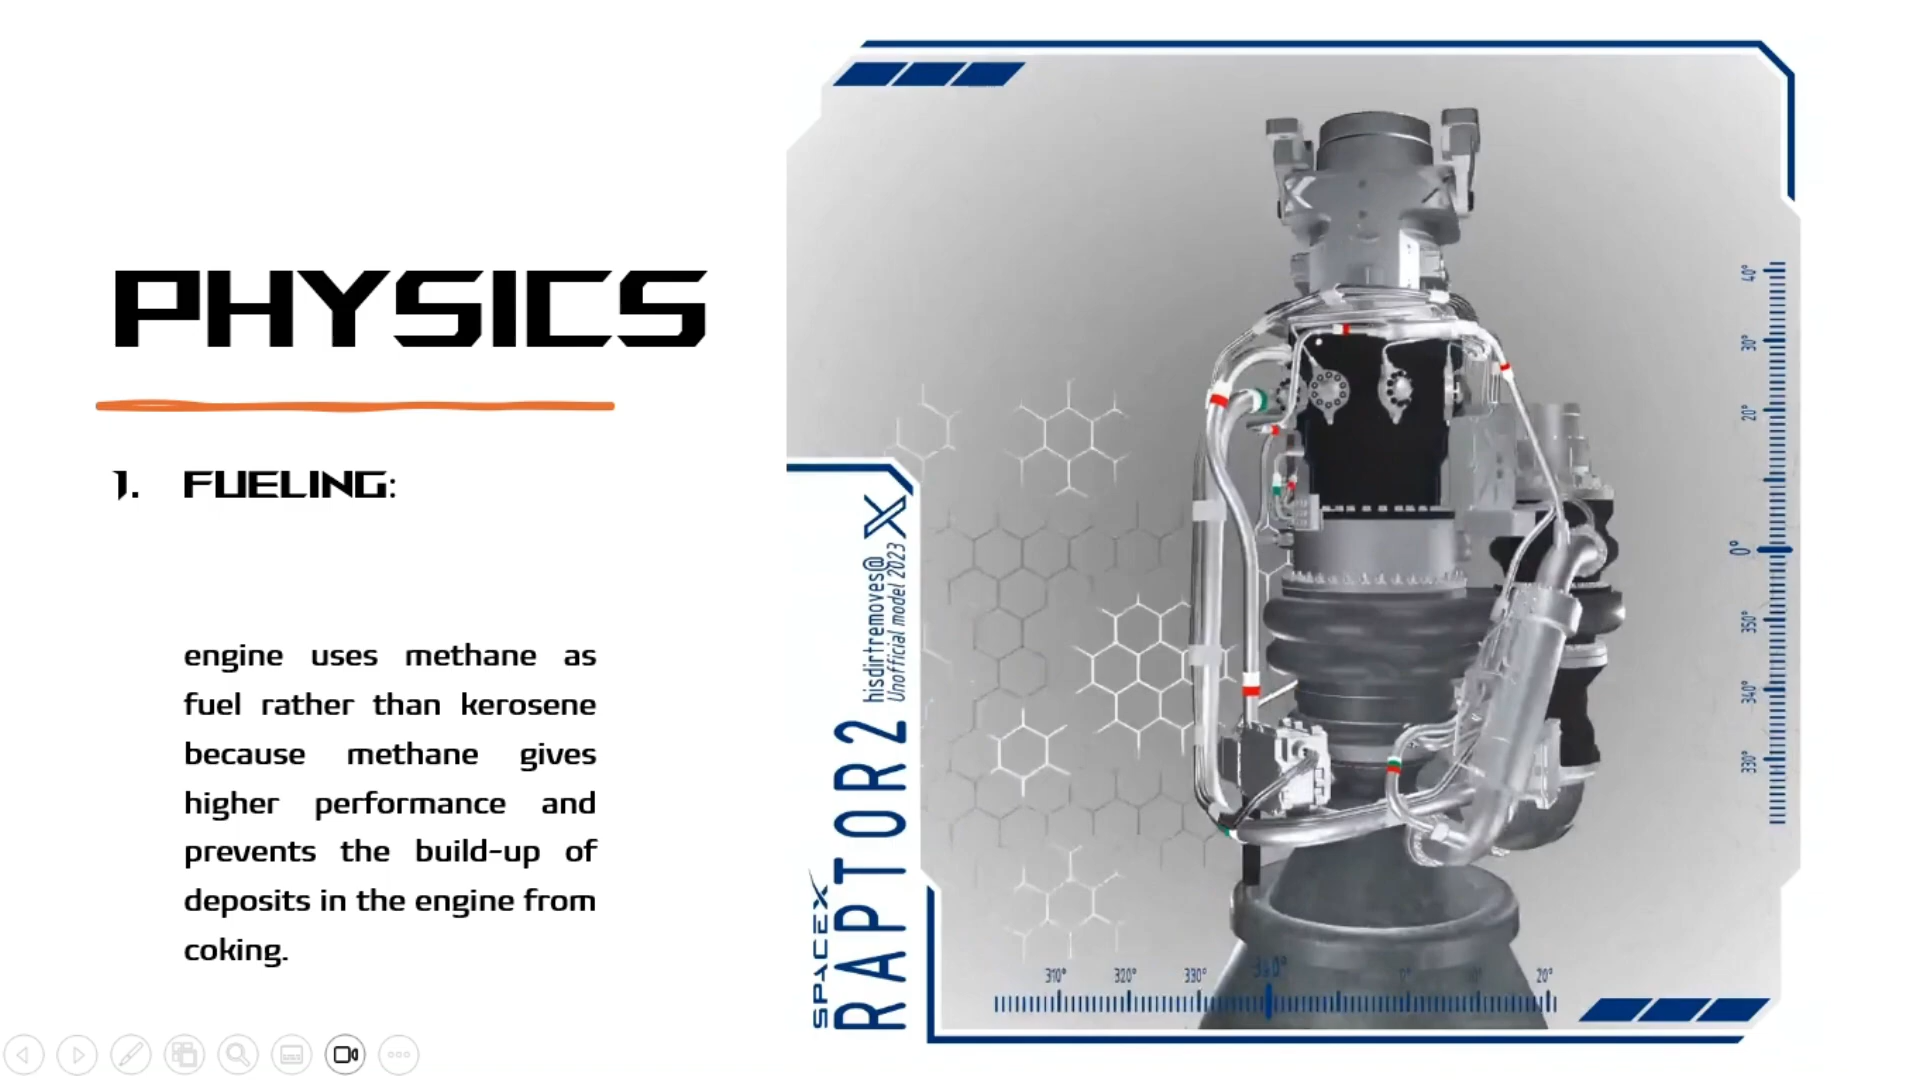 PHYSICS
1. FUELING:
engine uses methane as
fuel rather than kerosene
because methane gives
higher performance and
prevents the build-up of
deposits in the engine from
coking.
SPACEX
RAPTOR2
hisdirtremoves@
Unofficial model 2023
X
40°
30°
20°
0°
350°
340°
330°
310°
320°
330°
0°
20°